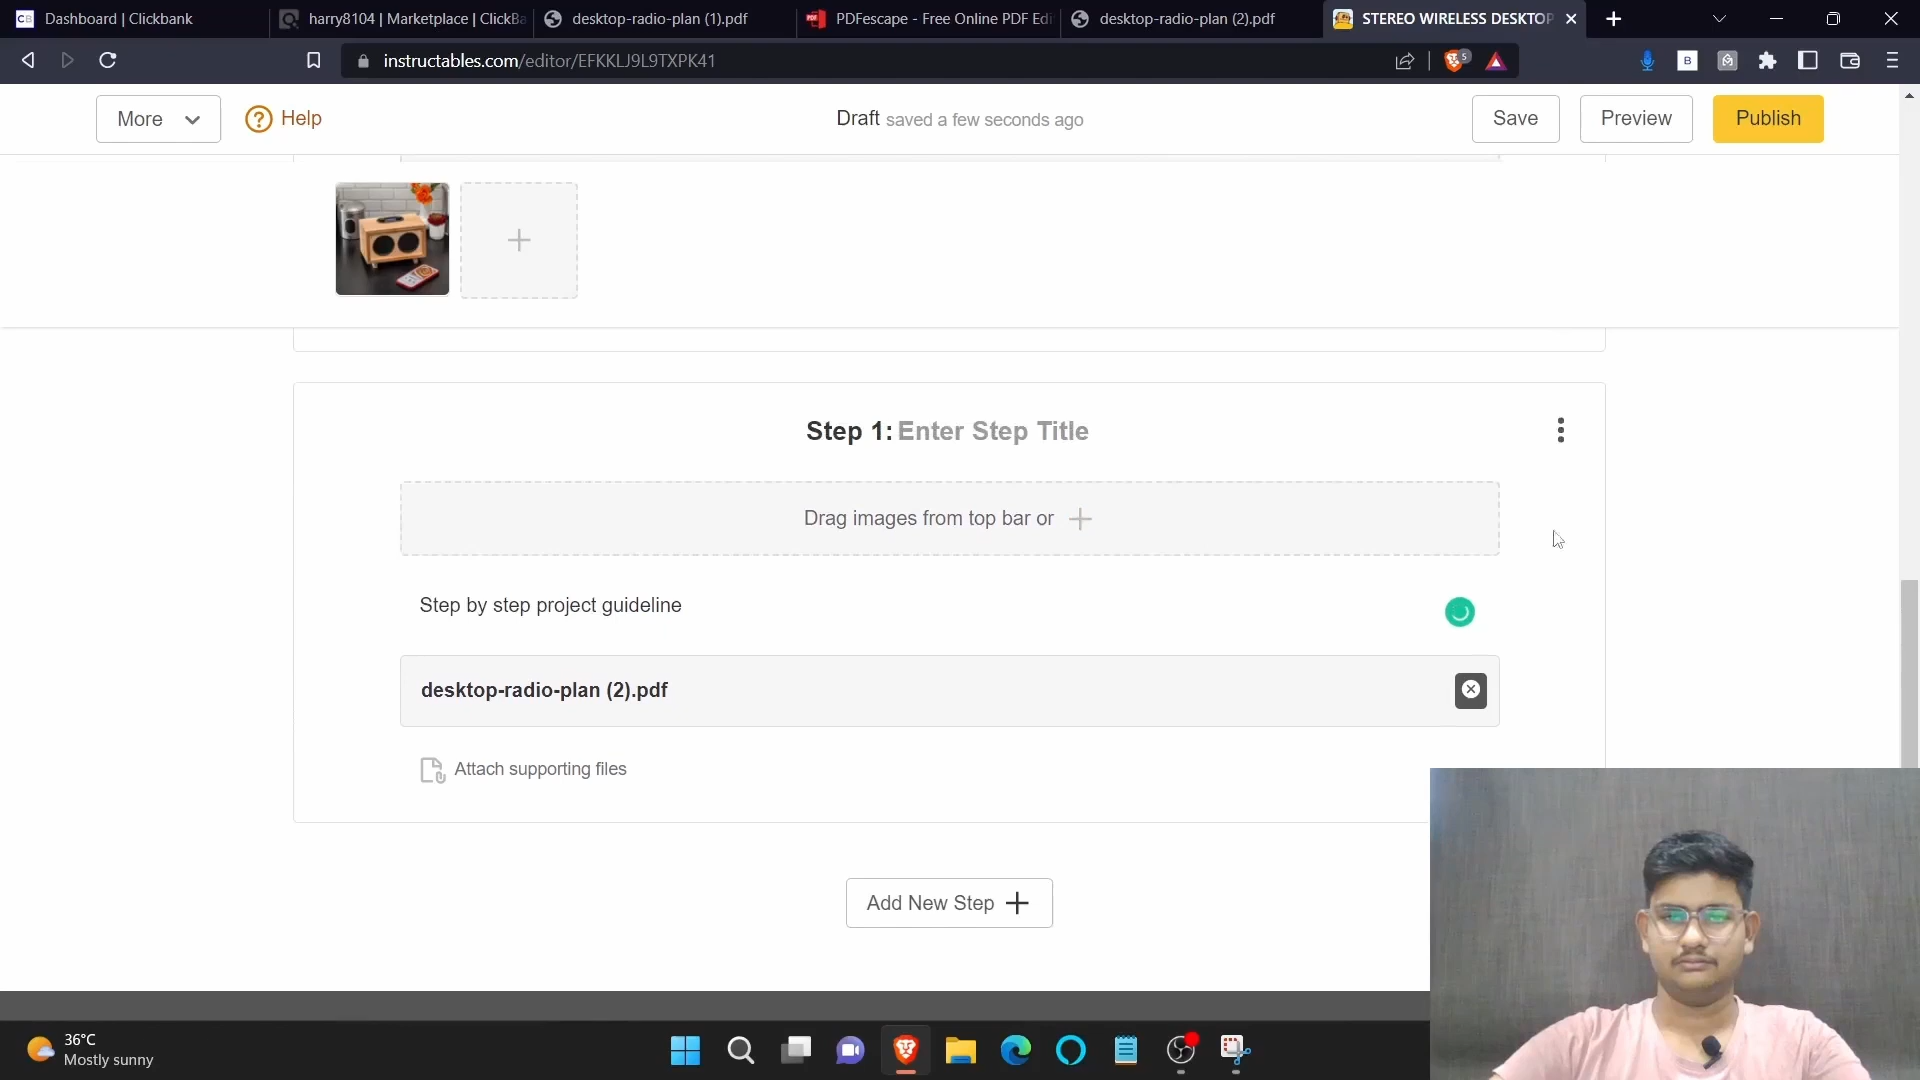 Dashboard | Clickbank
harry8104 | Marketplace | ClickBa
desktop-radio-plan (1).pdf
PDFescape - Free Online PDF Edi
desktop-radio-plan (2).pdf
STEREO WIRELESS DESKTOP
instructables.com/editor/EFKKLJ9L9TXPK41
More
Help
Draft saved a few seconds ago
Save
Preview
Publish
Step 1: Enter Step Title
Drag images from top bar or
Step by step project guideline
desktop-radio-plan (2).pdf
Attach supporting files
Add New Step
36°C
Mostly sunny